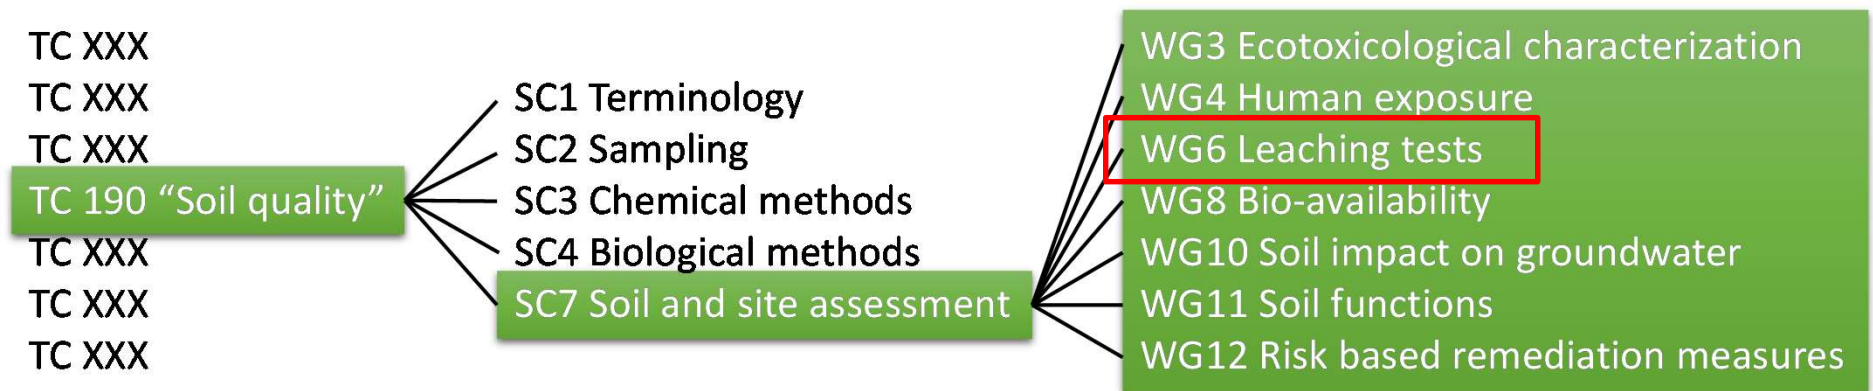 TC XXX
TC XXX
TC XXX
TC 190 “Soil quality”
TC XXX
TC XXX
TC XXX
SC1 Terminology
SC2 Sampling
SC3 Chemical methods
SC4 Biological methods
SC7 Soil and site assessment
WG3 Ecotoxicological characterization
WG4 Human exposure
WG6 Leaching tests
WG8 Bio-availability
WG10 Soil impact on groundwater
WG11 Soil functions
WG12 Risk based remediation measures